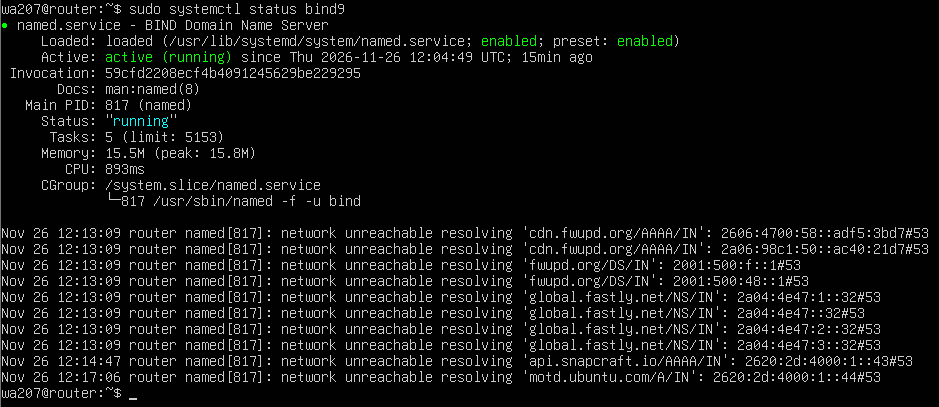 wa207@router:~$ sudo systemctl status bind9
● named.service - BIND Domain Name Server
Loaded: loaded (/usr/lib/systemd/system/named.service; enabled; preset: enabled)
Active: active (running) since Thu 2026-11-26 12:04:49 UTC; 15min ago
Invocation: 59cfd2208ecf4b4091245629be229295
Docs: man:named(8)
Main PID: 817 (named)
Status: "running"
Tasks: 5 (limit: 5153)
Memory: 15.5M (peak: 15.8M)
CPU: 893ms
CGroup: /system.slice/named.service
└─817 /usr/sbin/named -f -u bind
Nov 26 12:13:09 router named[817]: network unreachable resolving 'cdn.fwupd.org/AAAA/IN': 2606:4700:58::adf5:3bd7#53
Nov 26 12:13:09 router named[817]: network unreachable resolving 'cdn.fwupd.org/AAAA/IN': 2a06:98c1:50::ac40:21d7#53
Nov 26 12:13:09 router named[817]: network unreachable resolving 'fwupd.org/DS/IN': 2001:500:f::1#53
Nov 26 12:13:09 router named[817]: network unreachable resolving 'fwupd.org/DS/IN': 2001:500:48::1#53
Nov 26 12:13:09 router named[817]: network unreachable resolving 'global.fastly.net/NS/IN': 2a04:4e47:1::32#53
Nov 26 12:13:09 router named[817]: network unreachable resolving 'global.fastly.net/NS/IN': 2a04:4e47::32#53
Nov 26 12:13:09 router named[817]: network unreachable resolving 'global.fastly.net/NS/IN': 2a04:4e47:2::32#53
Nov 26 12:13:09 router named[817]: network unreachable resolving 'global.fastly.net/NS/IN': 2a04:4e47:3::32#53
Nov 26 12:14:47 router named[817]: network unreachable resolving 'api.snapcraft.io/AAAA/IN': 2620:2d:4000:1::43#53
Nov 26 12:17:06 router named[817]: network unreachable resolving 'motd.ubuntu.com/A/IN': 2620:2d:4000:1::44#53
wa207@router:~$ _